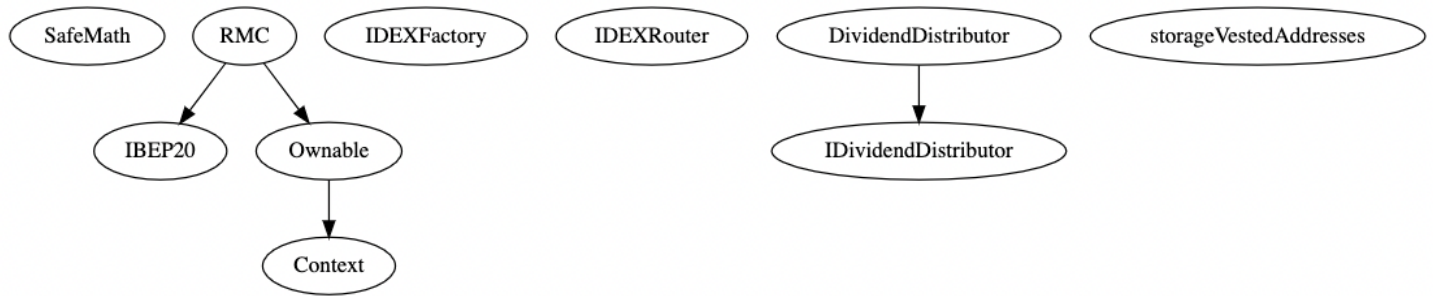 SafeMath
RMC
IDEXFactory
IDEXRouter
DividendDistributor
storageVestedAddresses
IBEP20
Ownable
IDividendDistributor
Context